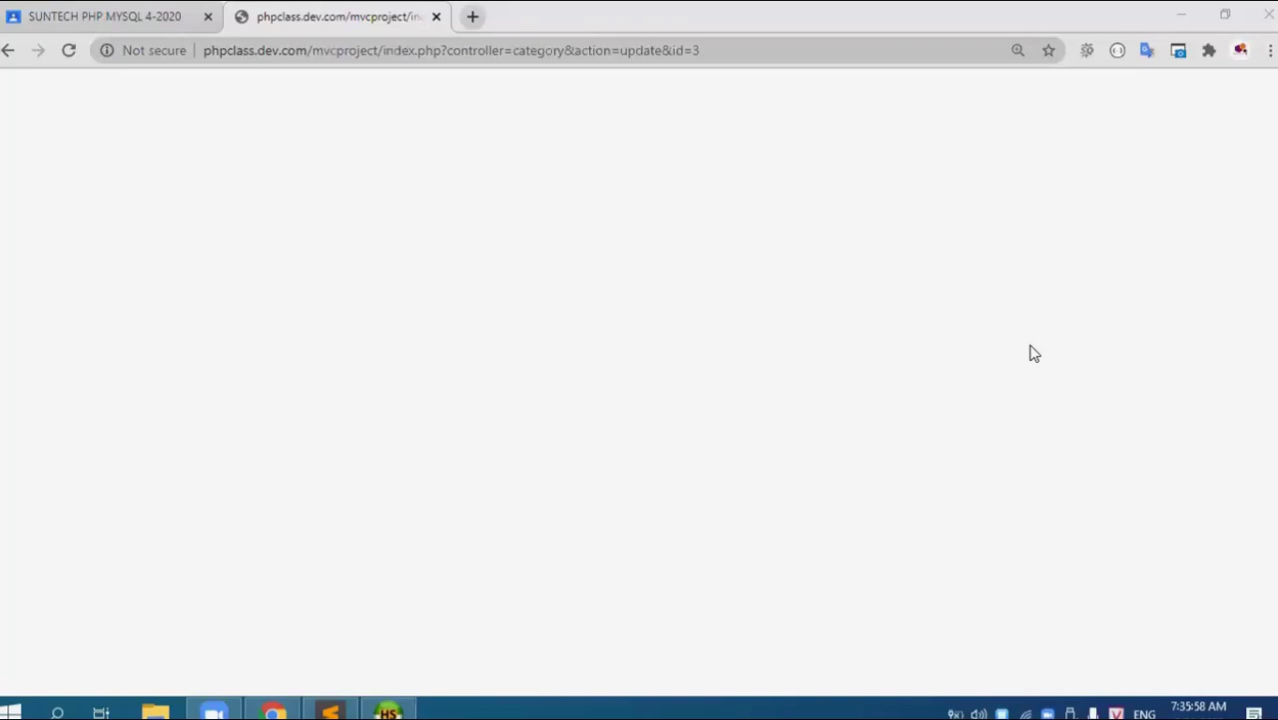 SUNTECH PHP MYSQL 4-2020
phpclass.dev.com/mvcproject/in
Not secure
phpclass.dev.com/mvcproject/index.php?controller=category&action=update&id=3
HS
V
ENG
7:35:58 AM